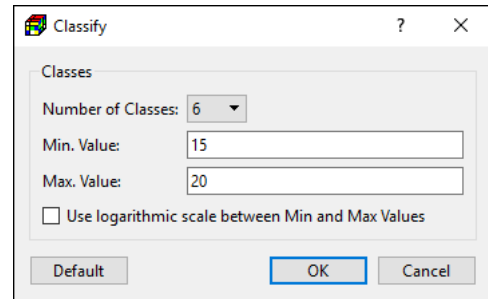 Classify ?
Classes
Number of Classes: 6
Min. Value: 15
Max. Value: 20
Use logarithmic scale between Min and Max Values
Default OK Cancel